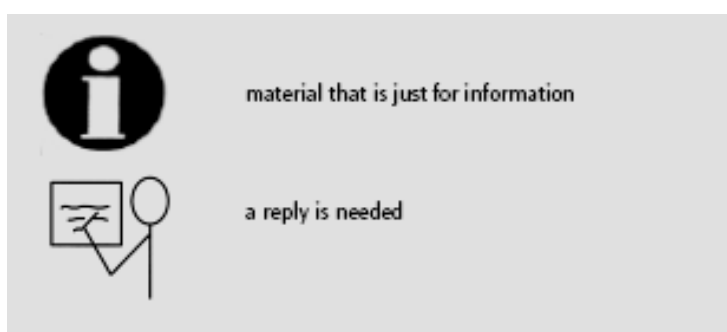 material that is just for information
a reply is needed